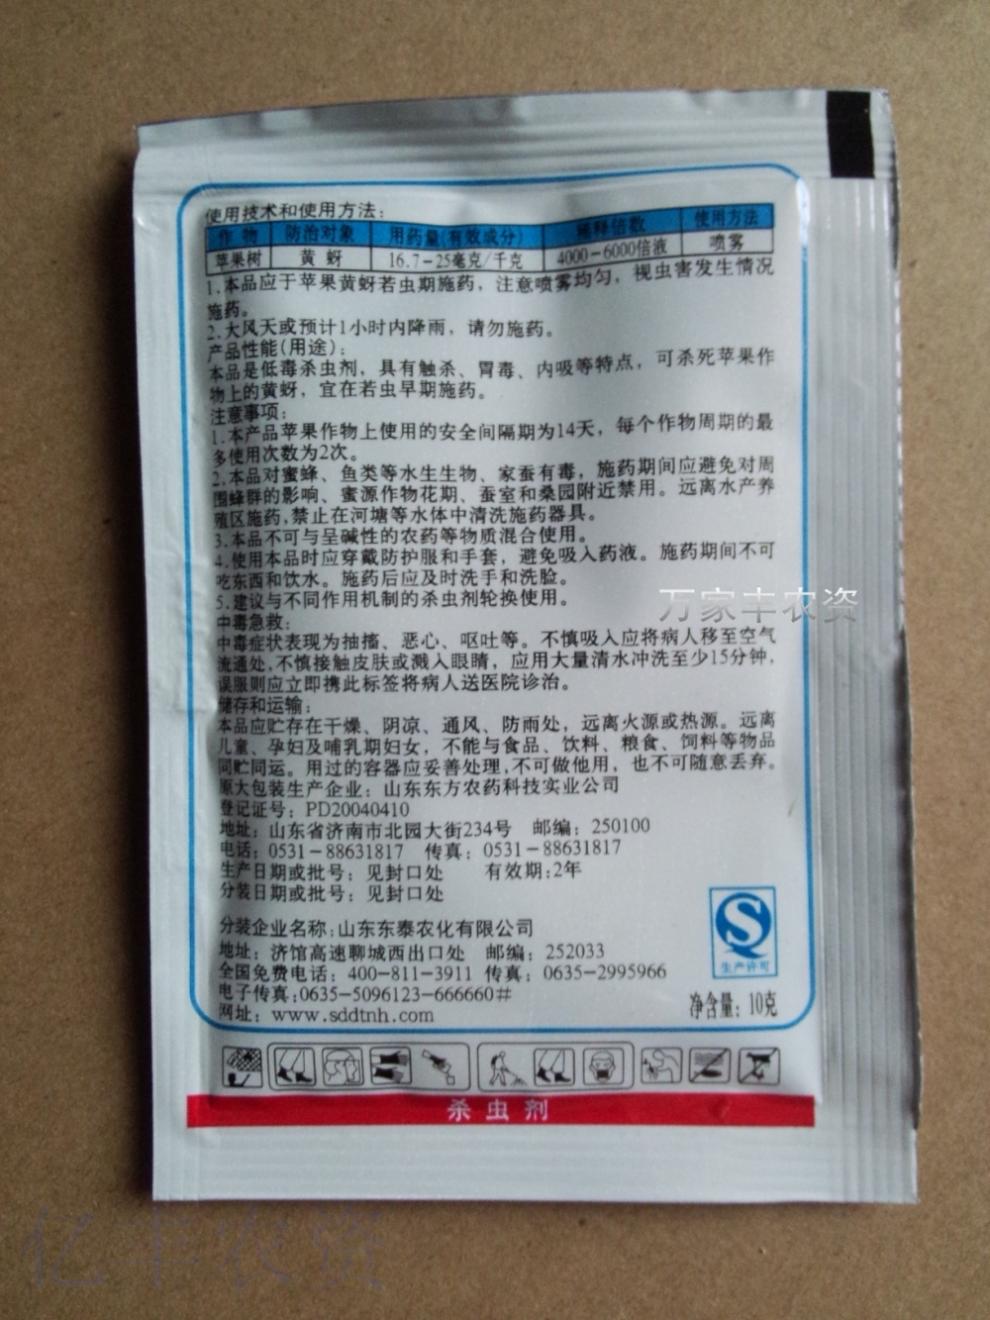 使用技术和使用方法：
作 物 防治对象 用药量(有效成分) 稀释倍数 使用方法
苹果树 黄 蚜 16.7-25毫克/千克 4000-6000倍液 喷雾
1.本品应于苹果黄蚜若虫期施药，注意喷雾均匀，视虫害发生情况
施药。
2.大风天或预计1小时内降雨，请勿施药。
产品性能(用途)：
本品是低毒杀虫剂，具有触杀、胃毒、内吸等特点，可杀死苹果作
物上的黄蚜，宜在若虫早期施药。
注意事项：
1.本产品苹果作物上使用的安全间隔期为14天，每个作物周期的最
多使用次数为2次。
2.本品对蜜蜂、鱼类等水生生物、家蚕有毒，施药期间应避免对周
围蜂群的影响、蜜源作物花期、蚕室和桑园附近禁用。远离水产养
殖区施药,禁止在河塘等水体中清洗施药器具。
3.本品不可与呈碱性的农药等物质混合使用。
4.使用本品时应穿戴防护服和手套，避免吸入药液。施药期间不可
吃东西和饮水。施药后应及时洗手和洗脸。
5.建议与不同作用机制的杀虫剂轮换使用。
万家丰农资
中毒急救：
中毒症状表现为抽搐、恶心、呕吐等。不慎吸入应将病人移至空气
流通处,不慎接触皮肤或溅入眼睛，应用大量清水冲洗至少15分钟，
误服则应立即携此标签将病人送医院诊治。
储存和运输：
本品应贮存在干燥、阴凉、通风、防雨处，远离火源或热源。远离
儿童、孕妇及哺乳期妇女，不能与食品、饮料、粮食、饲料等物品
同贮同运。用过的容器应妥善处理,不可做他用，也不可随意丢弃。
原大包装生产企业：山东东方农药科技实业公司
登记证号：PD20040410
地址：山东省济南市北园大街234号 邮编：250100
电话：0531-88631817 传真：0531-88631817
生产日期或批号：见封口处 有效期:2年
分装日期或批号：见封口处
分装企业名称:山东东泰农化有限公司
地址：济馆高速聊城西出口处 邮编：252033
全国免费电话：400-811-3911 传真：0635-2995966
电子传真:0635-5096123-666660#
网址：www.sddtnh.com
生产许可
净含量：10克
杀虫剂
亿丰农资